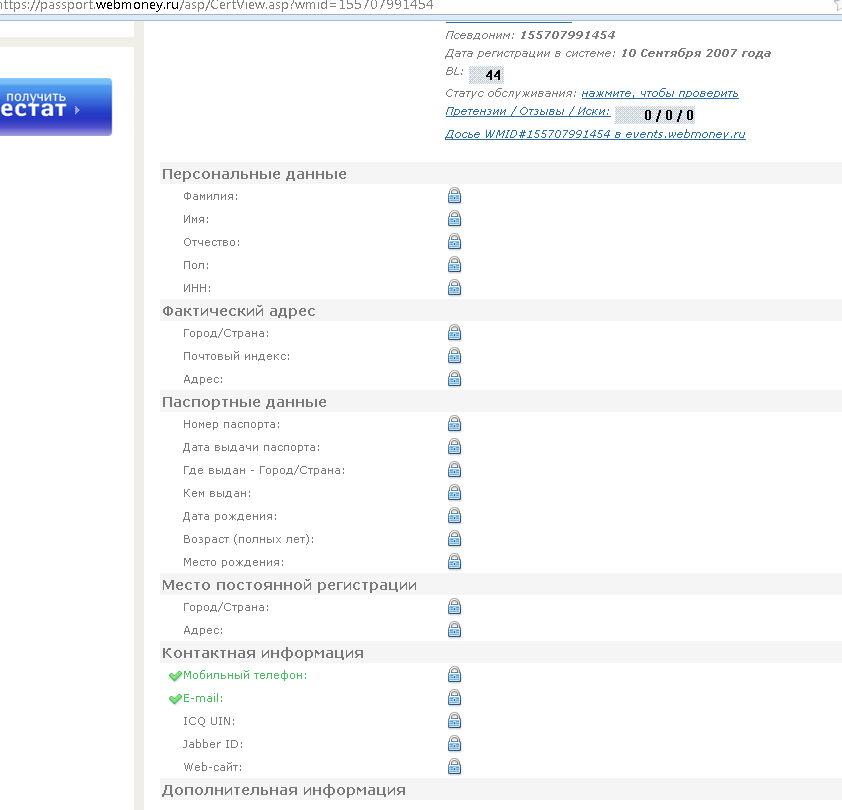 https://passport.webmoney.ru/asp/CertView.asp?wmid=155707991454
получить
естат
Псевдоним: 155707991454
Дата регистрации в системе: 10 Сентября 2007 года
BL: 44
Статус обслуживания: нажмите, чтобы проверить
Претензии / Отзывы / Иски: 0 / 0 / 0
Досье WMID#155707991454 в events.webmoney.ru
Персональные данные
Фамилия:
Имя:
Отчество:
Пол:
ИНН:
Фактический адрес
Город/Страна:
Почтовый индекс:
Адрес:
Паспортные данные
Номер паспорта:
Дата выдачи паспорта:
Где выдан - Город/Страна:
Кем выдан:
Дата рождения:
Возраст (полных лет):
Место рождения:
Место постоянной регистрации
Город/Страна:
Адрес:
Контактная информация
Мобильный телефон:
E-mail:
ICQ UIN:
Jabber ID:
Web-сайт:
Дополнительная информация